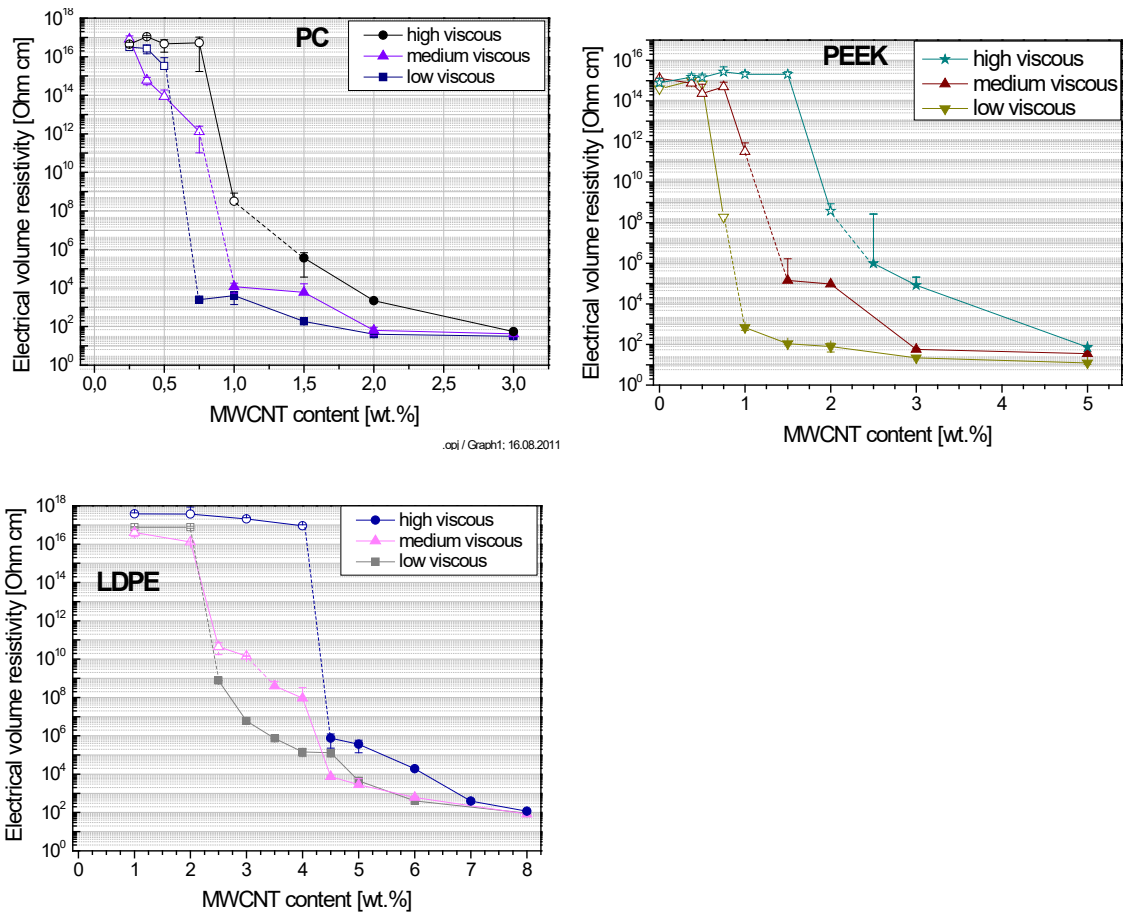 PC
high viscous
medium viscous
low viscous
Electrical volume resistivity [Ohm cm]
10^18
10^16
10^14
10^12
10^10
10^8
10^6
10^4
10^2
10^0
0,0 0,5 1,0 1,5 2,0 2,5 3,0
MWCNT content [wt.%]
.opj / Graph1; 16.08.2011
PEEK
high viscous
medium viscous
low viscous
Electrical volume resistivity [Ohm cm]
10^16
10^14
10^12
10^10
10^8
10^6
10^4
10^2
10^0
0 1 2 3 4 5
MWCNT content [wt.%]
LDPE
high viscous
medium viscous
low viscous
Electrical volume resistivity [Ohm cm]
10^18
10^16
10^14
10^12
10^10
10^8
10^6
10^4
10^2
10^0
0 1 2 3 4 5 6 7 8
MWCNT content [wt.%]